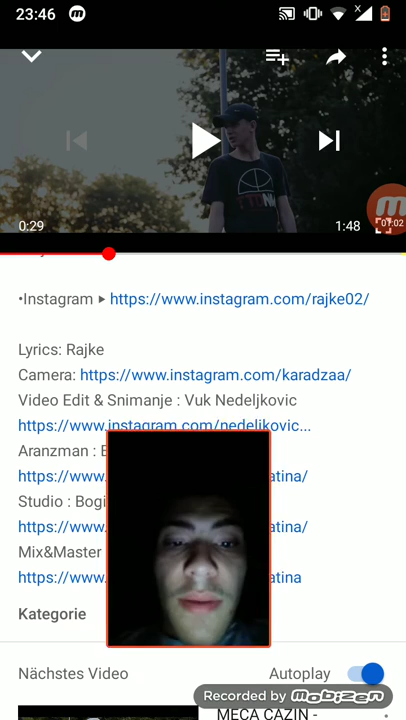 23:46
0:29
1:48
01:02
•Instagram ▸ https://www.instagram.com/rajke02/
Lyrics: Rajke
Camera: https://www.instagram.com/karadzaa/
Video Edit & Snimanje : Vuk Nedeljkovic
https://www.instagram.com/nedeljkovic...
Aranzman :
https://www. atina/
Studio : Bogi
https://www. atina/
Mix&Master
https://www. atina
Kategorie
Nächstes Video Autoplay
Recorded by mobizen
MECA CAZIN -